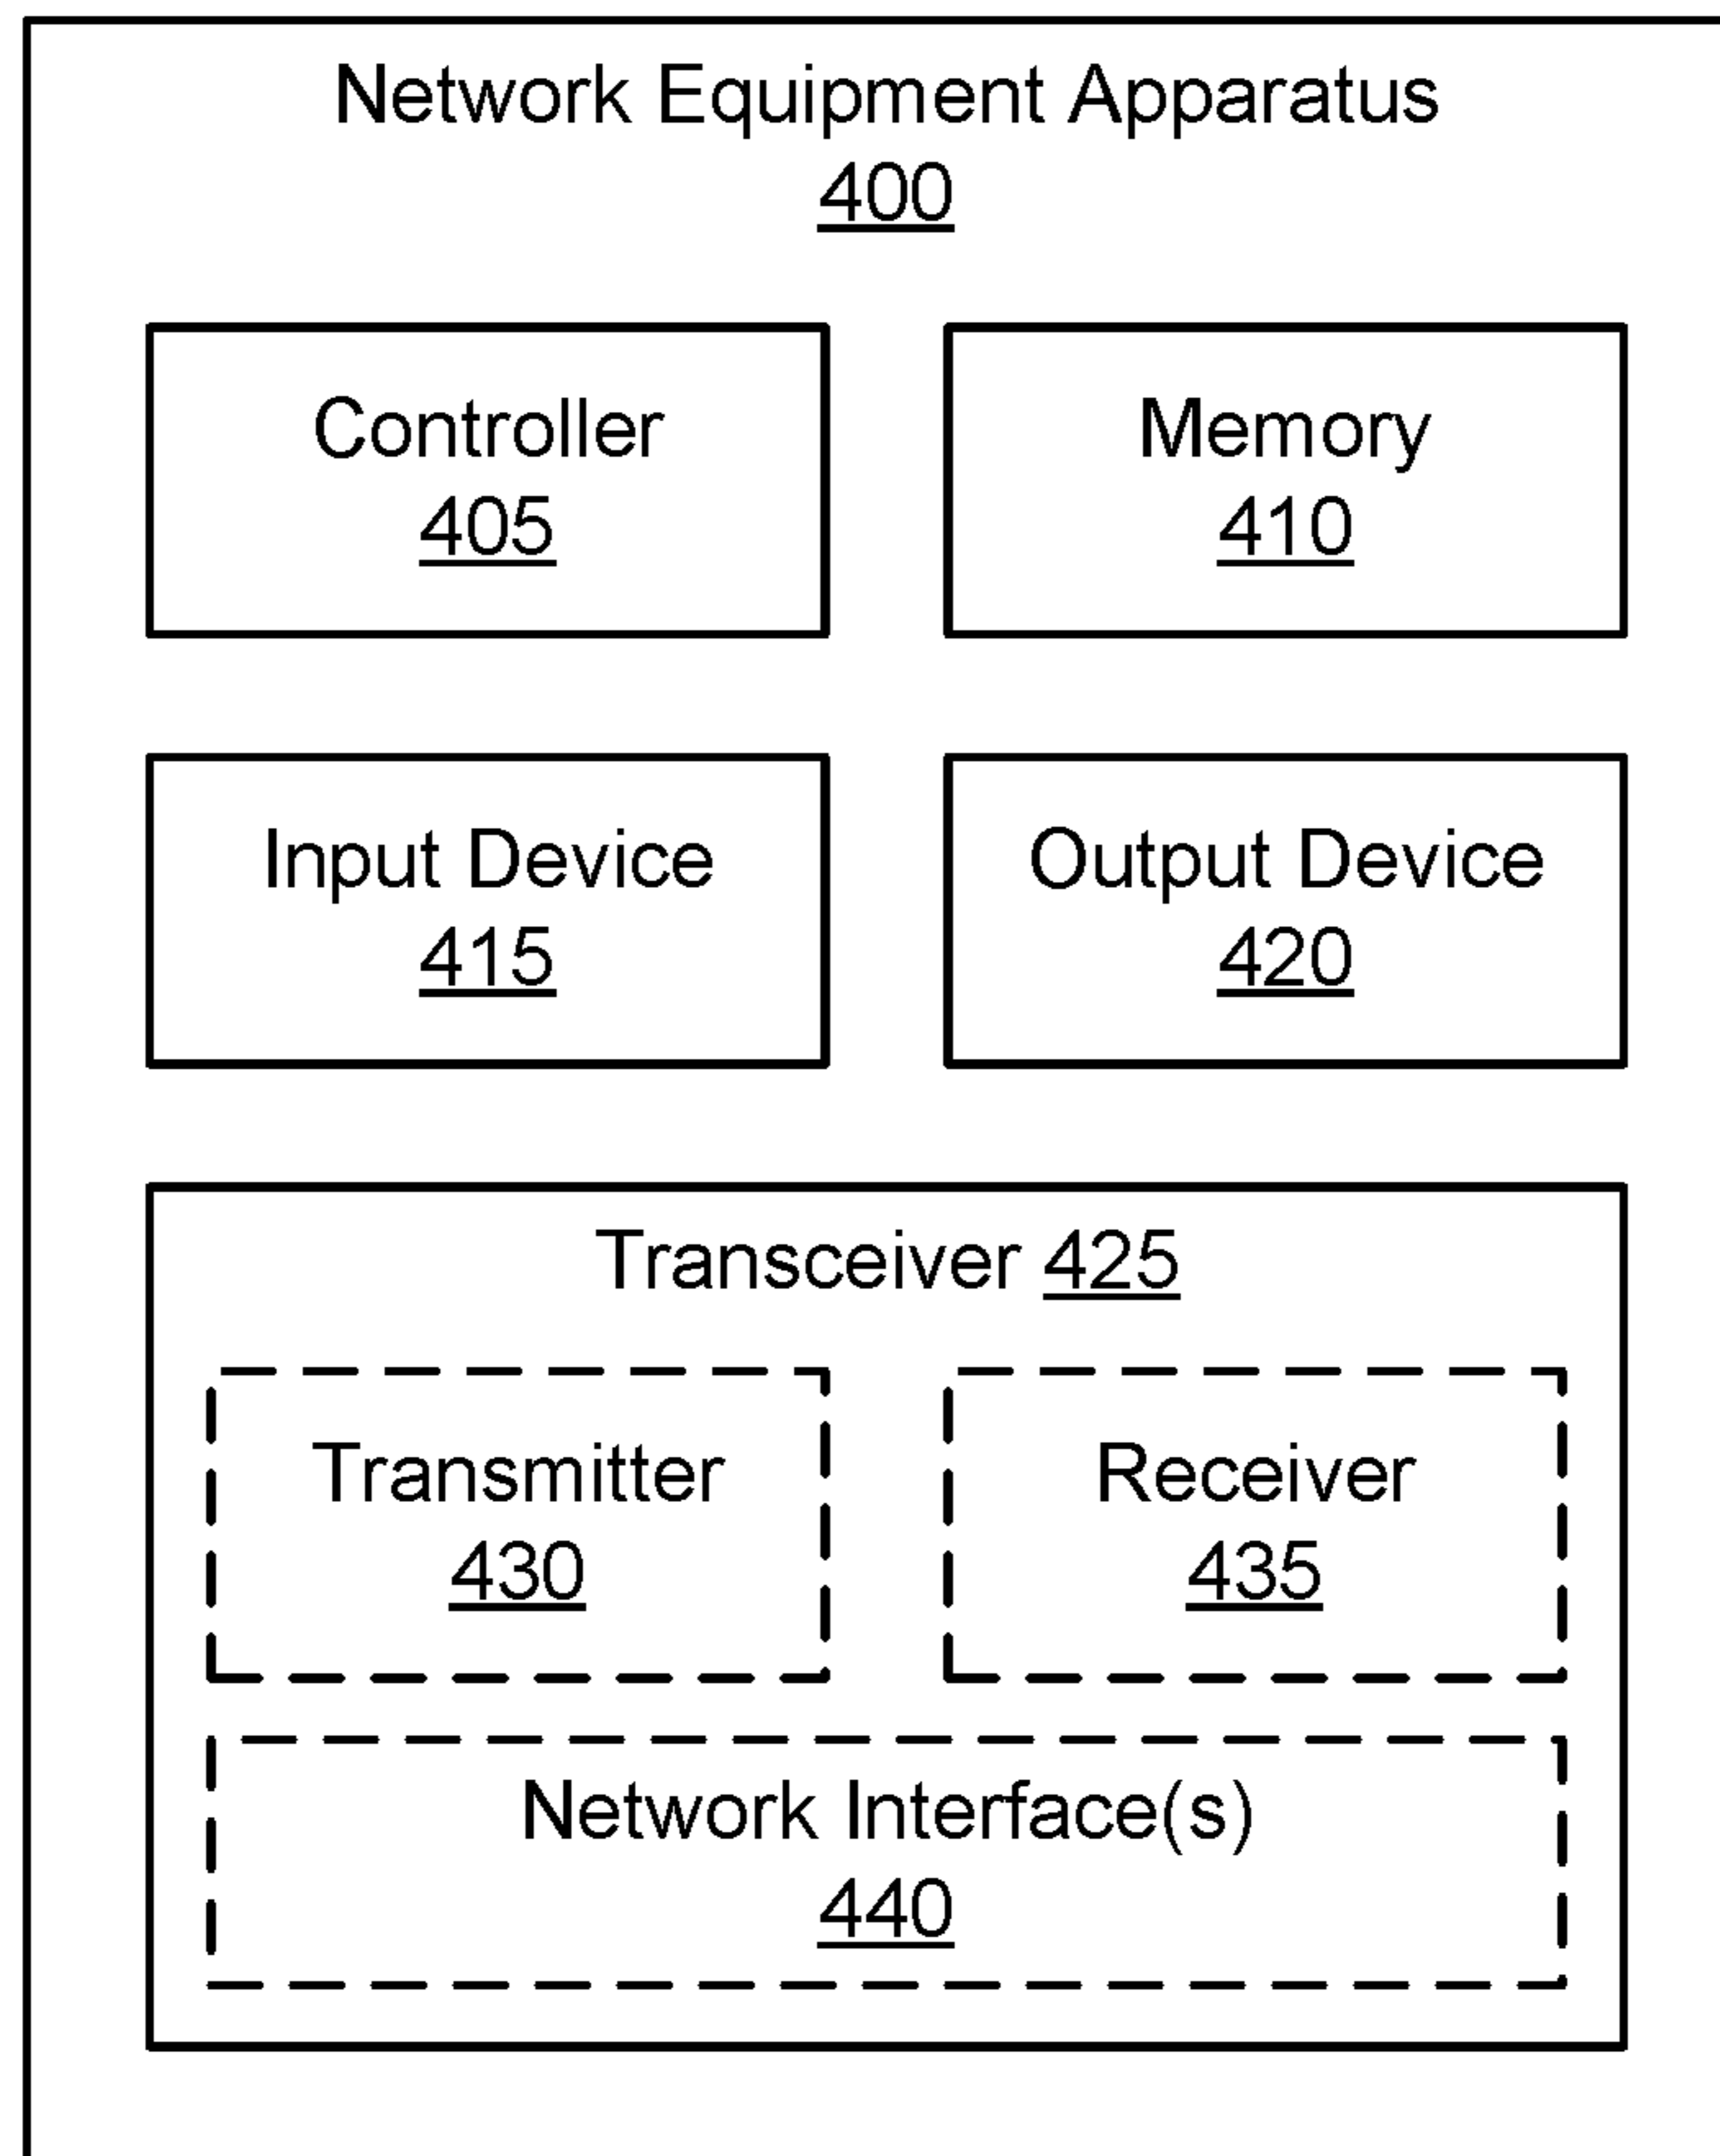 Network Equipment Apparatus
400
Controller
405
Memory
410
Input Device
415
Output Device
420
Transceiver 425
Transmitter
430
Receiver
435
Network Interface(s)
440